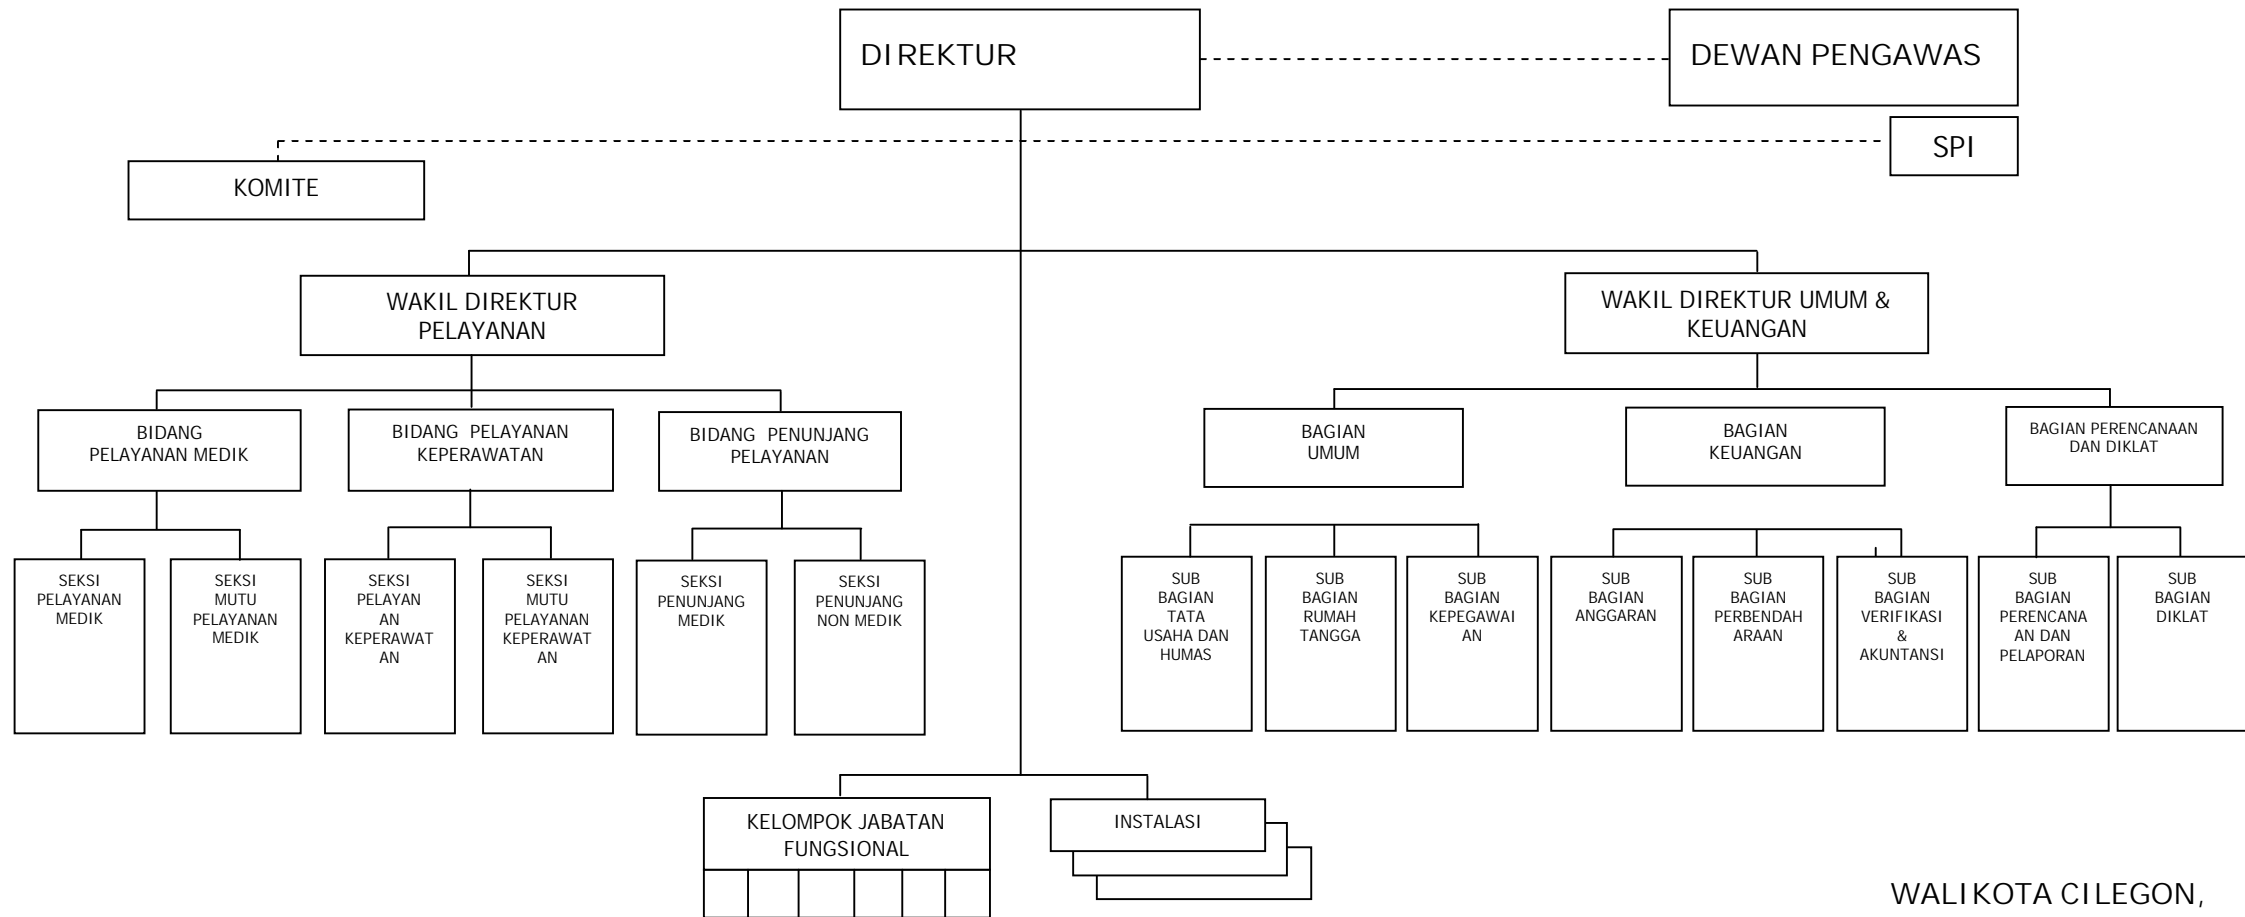 DIREKTUR
DEWAN PENGAWAS
SPI
KOMITE
WAKIL DIREKTUR
PELAYANAN
WAKIL DIREKTUR UMUM &
KEUANGAN
BIDANG
PELAYANAN MEDIK
BIDANG PELAYANAN
KEPERAWATAN
BIDANG PENUNJANG
PELAYANAN
BAGIAN
UMUM
BAGIAN
KEUANGAN
BAGIAN PERENCANAAN
DAN DIKLAT
SEKSI
PELAYANAN
MEDIK
SEKSI
MUTU
PELAYANAN
MEDIK
SEKSI
PELAYAN
AN
KEPERAWAT
AN
SEKSI
MUTU
PELAYANAN
KEPERAWAT
AN
SEKSI
PENUNJANG
MEDIK
SEKSI
PENUNJANG
NON MEDIK
SUB
BAGIAN
TATA
USAHA DAN
HUMAS
SUB
BAGIAN
RUMAH
TANGGA
SUB
BAGIAN
KEPEGAWAI
AN
SUB
BAGIAN
ANGGARAN
SUB
BAGIAN
PERBENDAH
ARAAN
SUB
BAGIAN
VERIFIKASI
&
AKUNTANSI
SUB
BAGIAN
PERENCANA
AN DAN
PELAPORAN
SUB
BAGIAN
DIKLAT
KELOMPOK JABATAN
FUNGSIONAL
INSTALASI
WALIKOTA CILEGON,